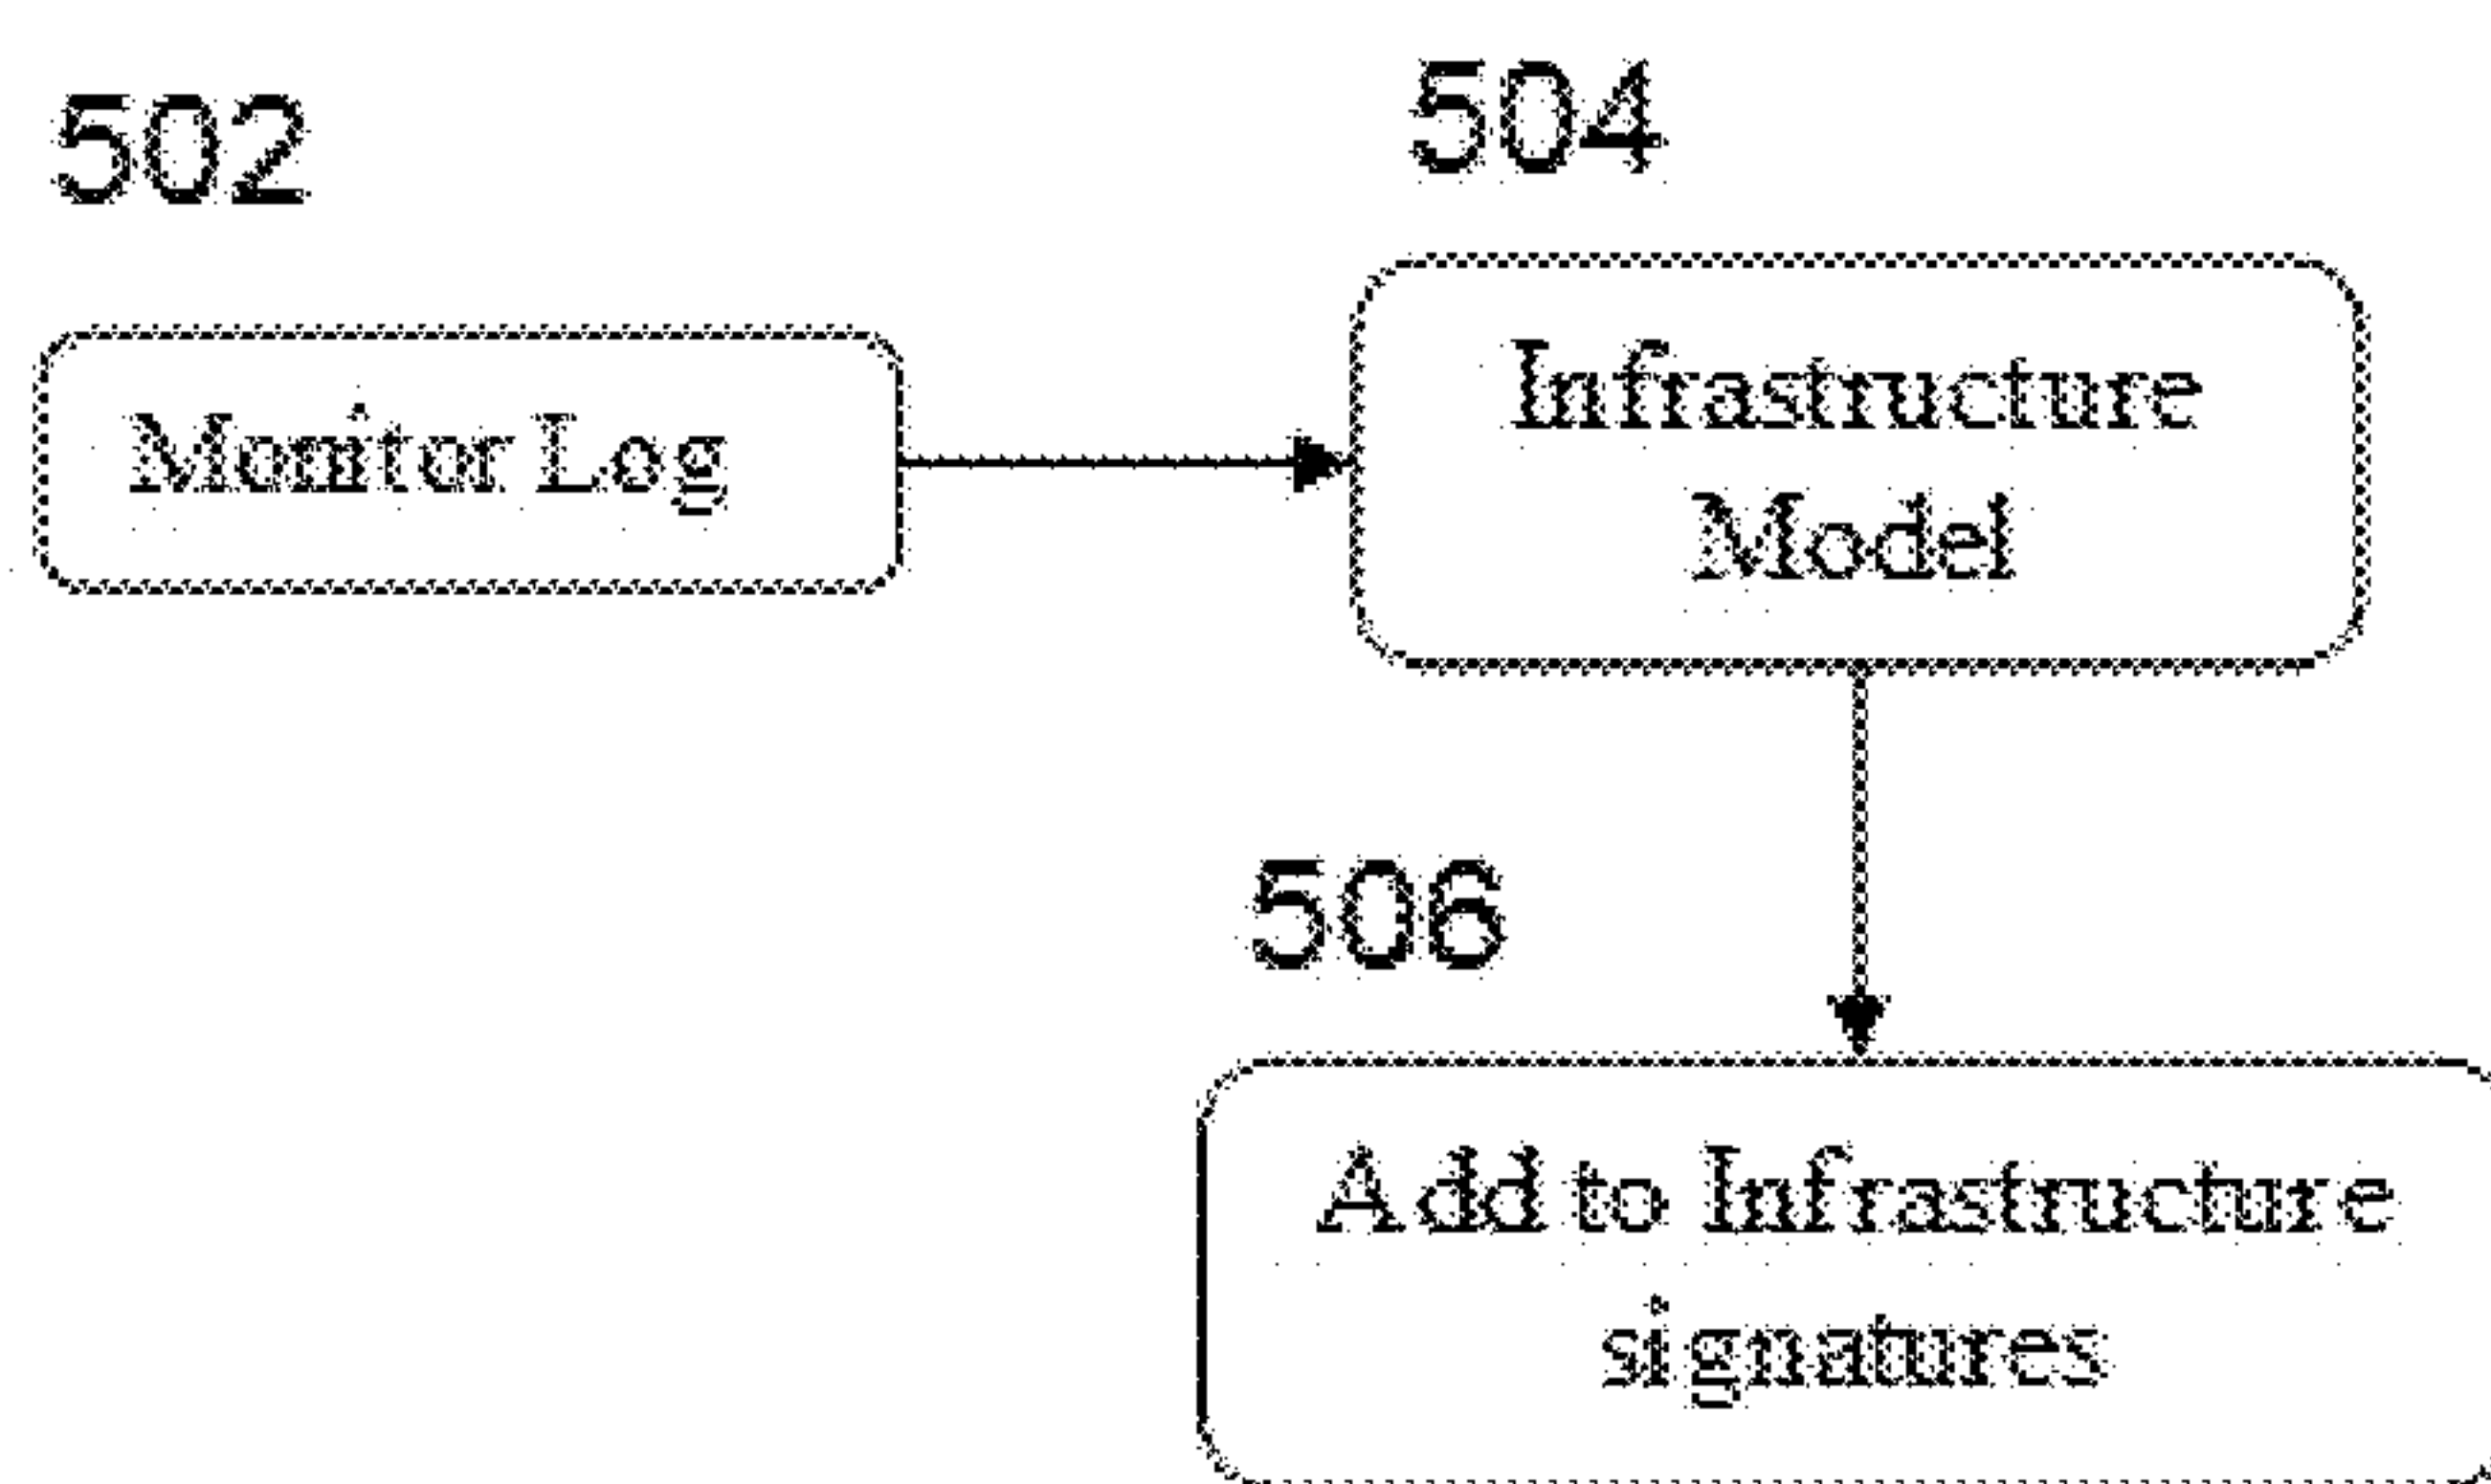 502
Monitor Log
504
Infrastructure
Model
506
Add to Infrastructure
signatures